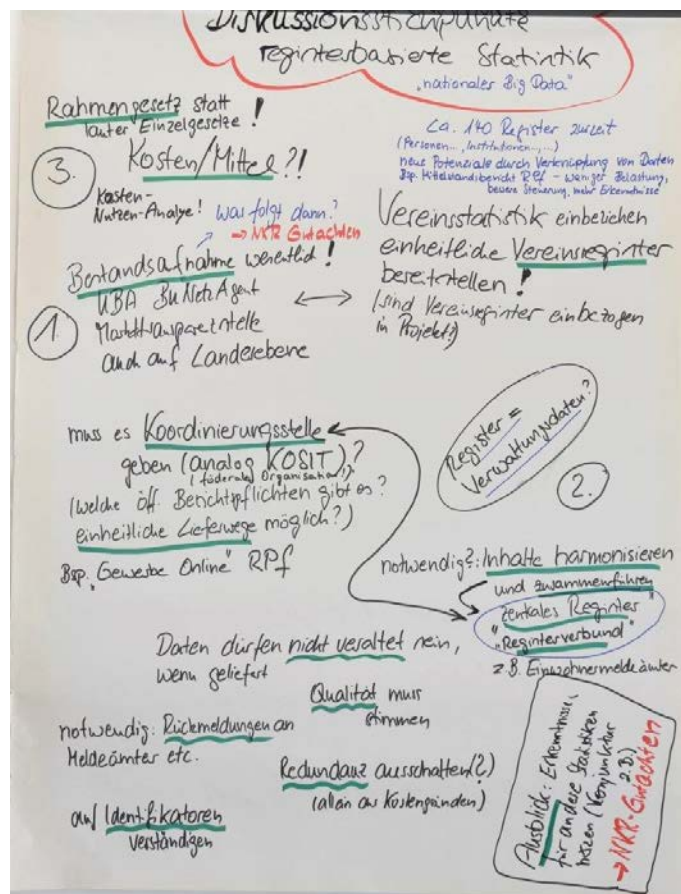 Diskussionsstichpunkte
registerbasierte Statistik
"nationaler Big Data"
Rahmengesetz statt
lauter Einzelgesetze!
3. Kosten/Mittel?!
Kosten-
Nutzen-Analyse!
was folgt dann?
→ NKR Gutachten
Ca. 140 Register zurzeit
(Personen..., Institutionen...,...)
neue Potenziale durch Verknüpfung von Daten
Bsp. Mittelstandsbericht RPf - weniger Belastung,
bessere Steuerung, mehr Erkenntnisse
Vereinsstatistik einbeziehen
einheitliche Vereinsregister
bereitstellen!
(sind Vereinsregister einbezogen
in Projekt?)
Bestandsaufnahme wesentlich!
1. UBA BuNetzAgent
auch auf Landesebene
Register =
Verwaltungsdaten?
2.
muss es Koordinierungsstelle
geben (analog KOSIT)?
(föderale Organisation!)
(welche öff. Berichtspflichten gibt es?
einheitliche Lieferwege möglich?)
Bsp. "Gewerbe Online" RPf
notwendig?: Inhalte harmonisieren
und zusammenführen
"zentales Register"
"Registerverbund"
z.B. Einwohnermeldeämter
Daten dürfen nicht veraltet sein,
wenn geliefert
Qualität muss
stimmen
notwendig: Rückmeldungen an
Meldeämter etc.
Redundanz ausschalten(?)
(allein aus Kostengründen)
auf Identifikatoren
verständigen
Ausblick: Erkenntnisse
für andere Statistiken
nutzen (Konjunktur
z.B.)
→ NKR-Gutachten